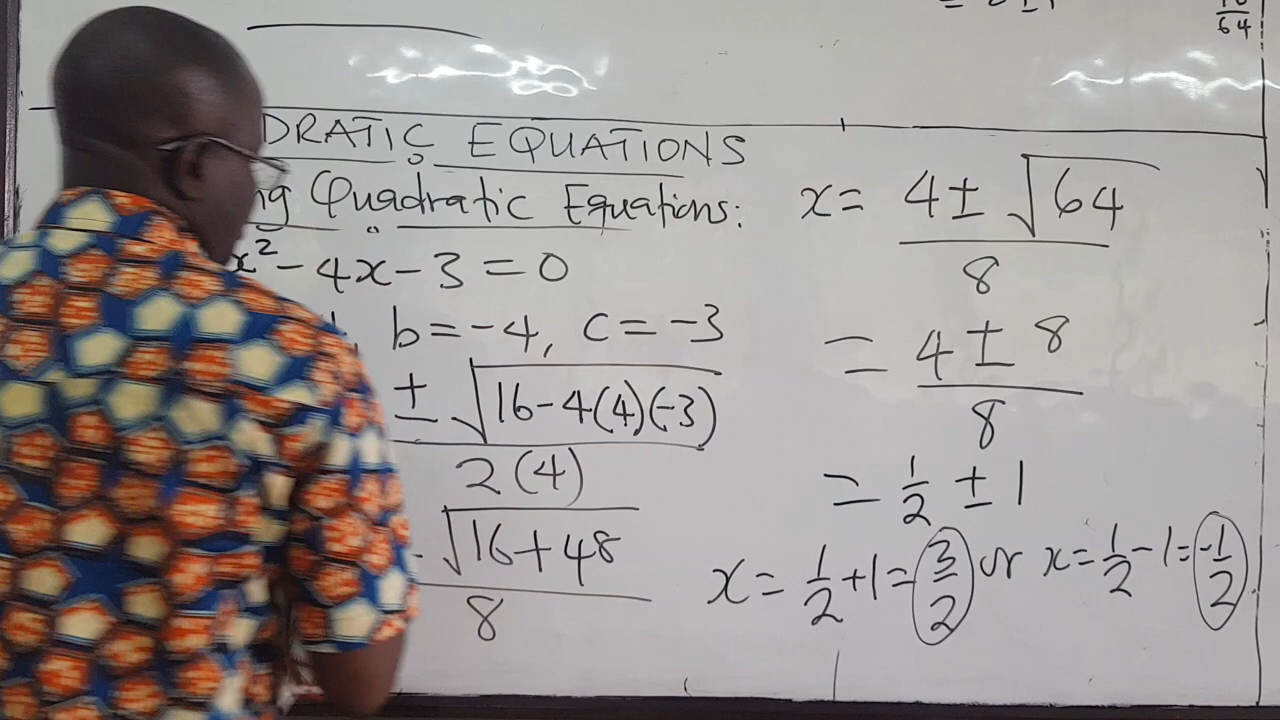 10/64
DRATIC EQUATIONS
ng Quadratic Equations:
x² - 4x - 3 = 0
b = -4, c = -3
± √(16 - 4(4)(-3))
2(4)
√(16 + 48)
8
x = (4 ± √64)/8
= (4 ± 8)/8
= 1/2 ± 1
x = 1/2 + 1 = 3/2 or x = 1/2 - 1 = -1/2